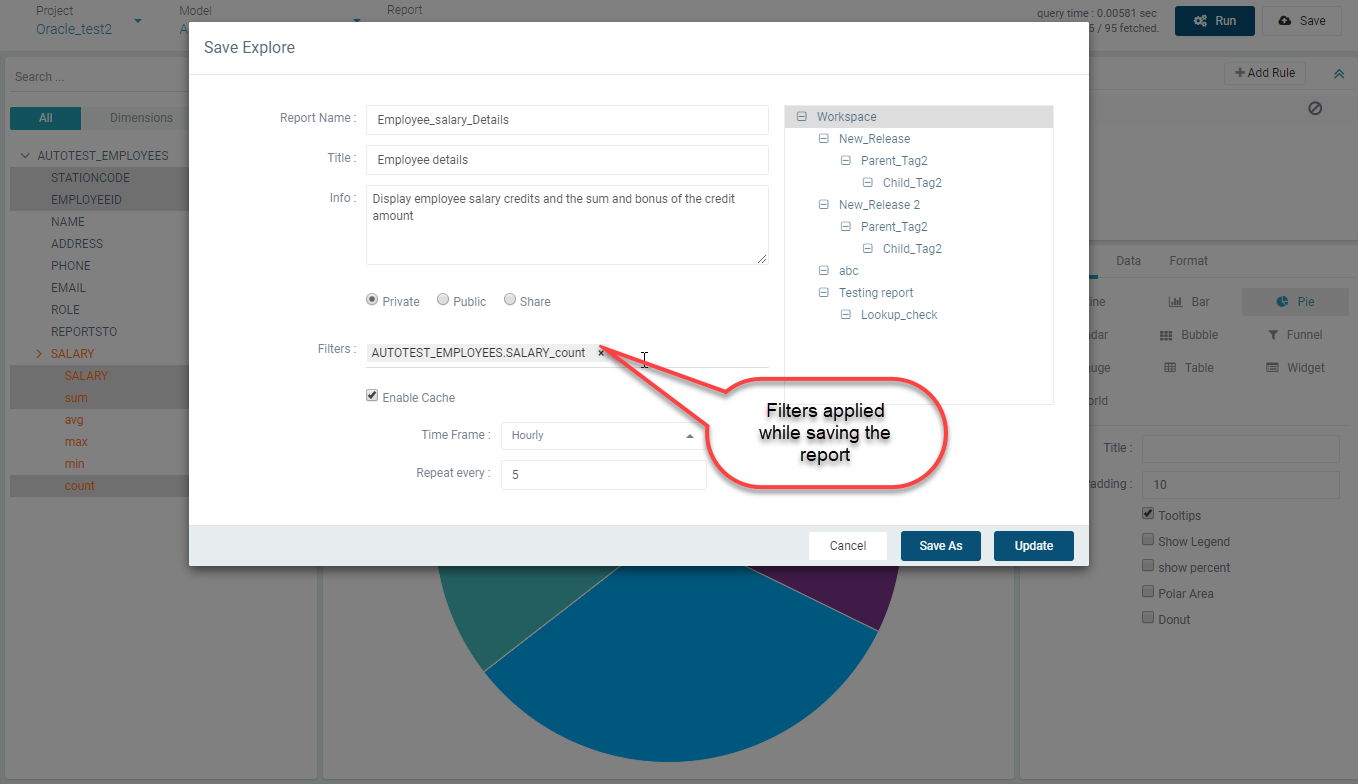 Project
Oracle_test2
Model
A
Report
query time : 0.00581 sec
5 / 95 fetched.
Run
Save
Save Explore
Search ...
All
Dimensions
AUTOTEST_EMPLOYEES
STATIONCODE
EMPLOYEEID
NAME
ADDRESS
PHONE
EMAIL
ROLE
REPORTSTO
SALARY
SALARY
sum
avg
max
min
count
Report Name :
Employee_salary_Details
Title :
Employee details
Info :
Display employee salary credits and the sum and bonus of the credit
amount
Private
Public
Share
Filters :
AUTOTEST_EMPLOYEES.SALARY_count ×
Enable Cache
Time Frame :
Hourly
Repeat every :
5
Workspace
New_Release
Parent_Tag2
Child_Tag2
New_Release 2
Parent_Tag2
Child_Tag2
abc
Testing report
Lookup_check
Filters applied
while saving the
report
Cancel
Save As
Update
+ Add Rule
Data
Format
ine
Bar
Pie
dar
Bubble
Funnel
uge
Table
Widget
orld
Title :
adding :
10
Tooltips
Show Legend
show percent
Polar Area
Donut